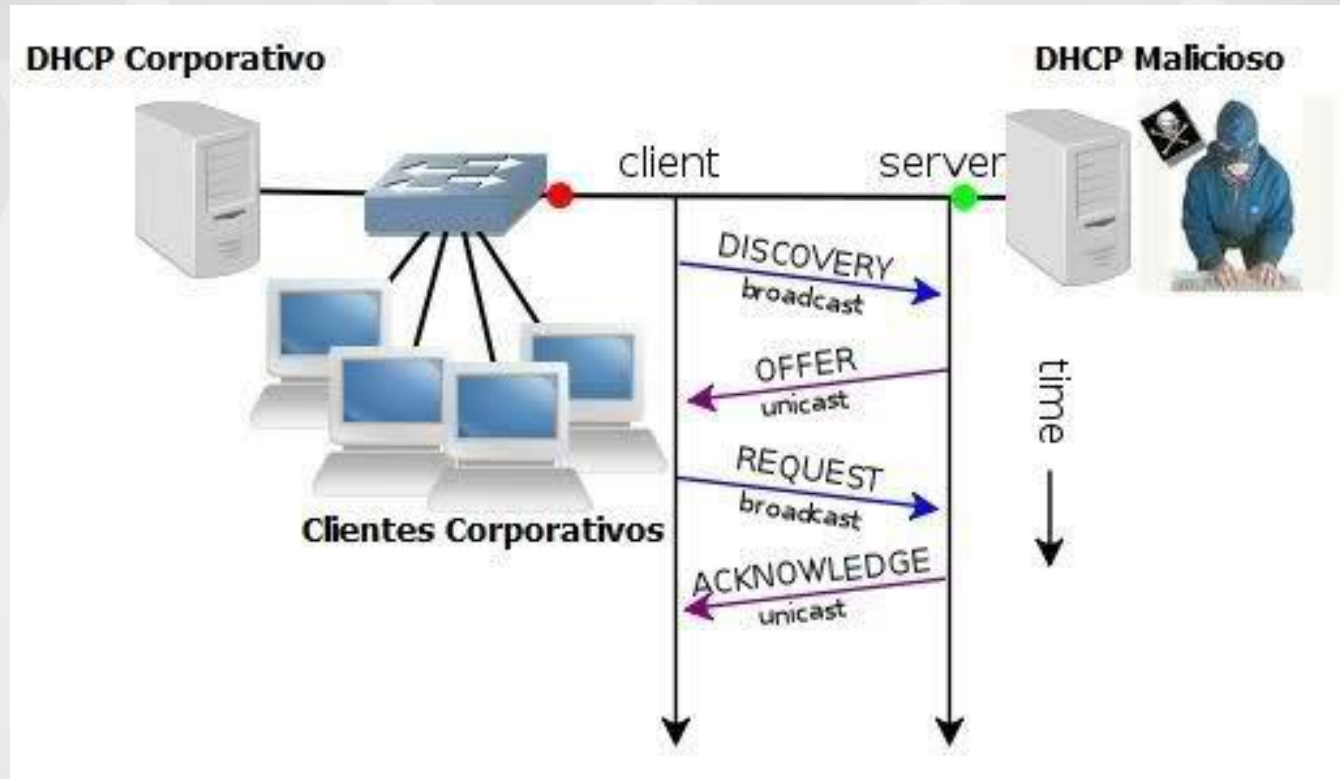 DHCP Corporativo
DHCP Malicioso
client
server
DISCOVERY
broadcast
OFFER
unicast
time
REQUEST
broadcast
Clientes Corporativos
ACKNOWLEDGE
unicast